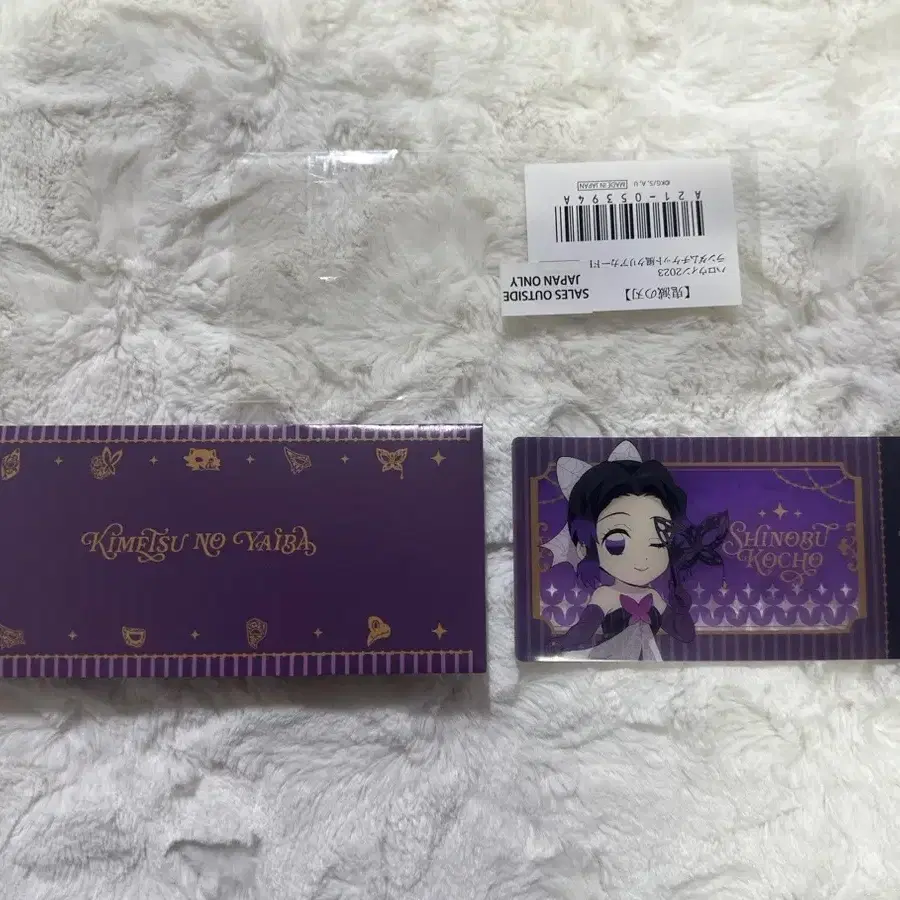 【鬼滅の刃】
ハロウィン2023
ランダムチケット風クリアカード1
A21-05394A
©KG/S, A, U MADE IN JAPAN
SALES OUTSIDE
JAPAN ONLY
KIMETSU NO YAIBA
SHINOBU
KOCHO